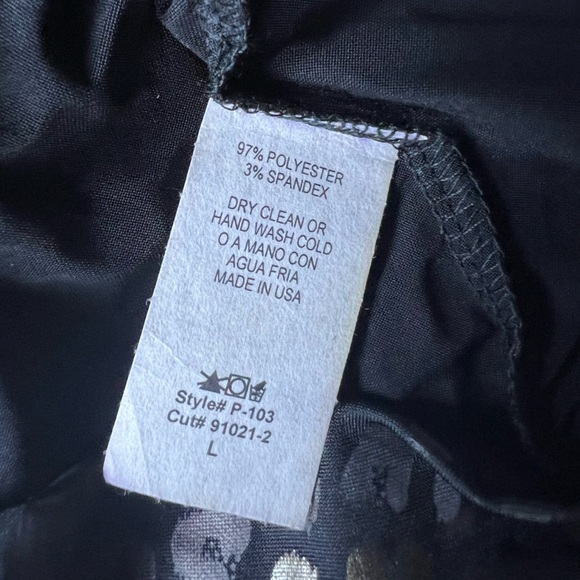 97% POLYESTER
3% SPANDEX
DRY CLEAN OR
HAND WASH COLD
O A MANO CON
AGUA FRIA
MADE IN USA
Style# P-103
Cut# 91021-2
L